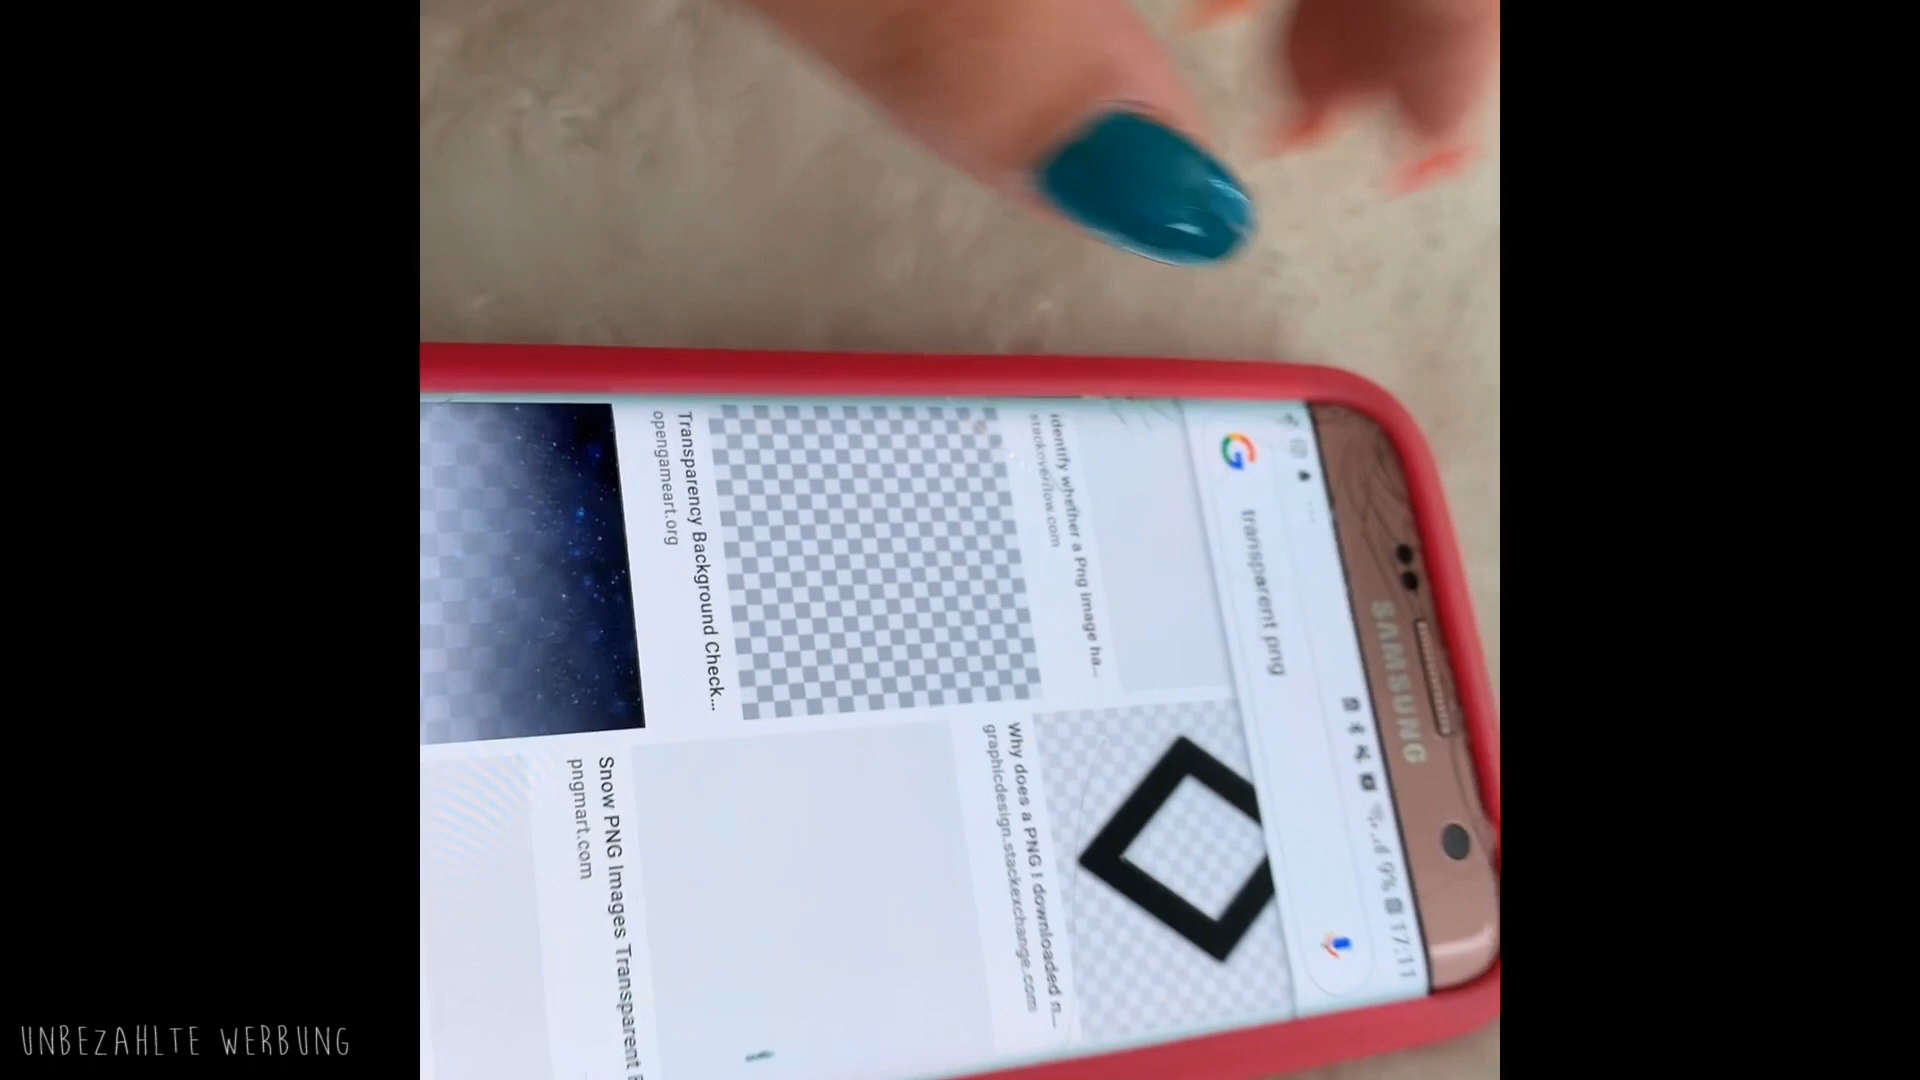 SAMSUNG
9% 17:11
transparent png
identify whether a Png image ha...
stackoverflow.com
Why does a PNG I downloaded n...
graphicdesign.stackexchange.com
Transparency Background Check...
opengameart.org
Snow PNG Images Transparent
pngmart.com
UNBEZAHLTE WERBUNG